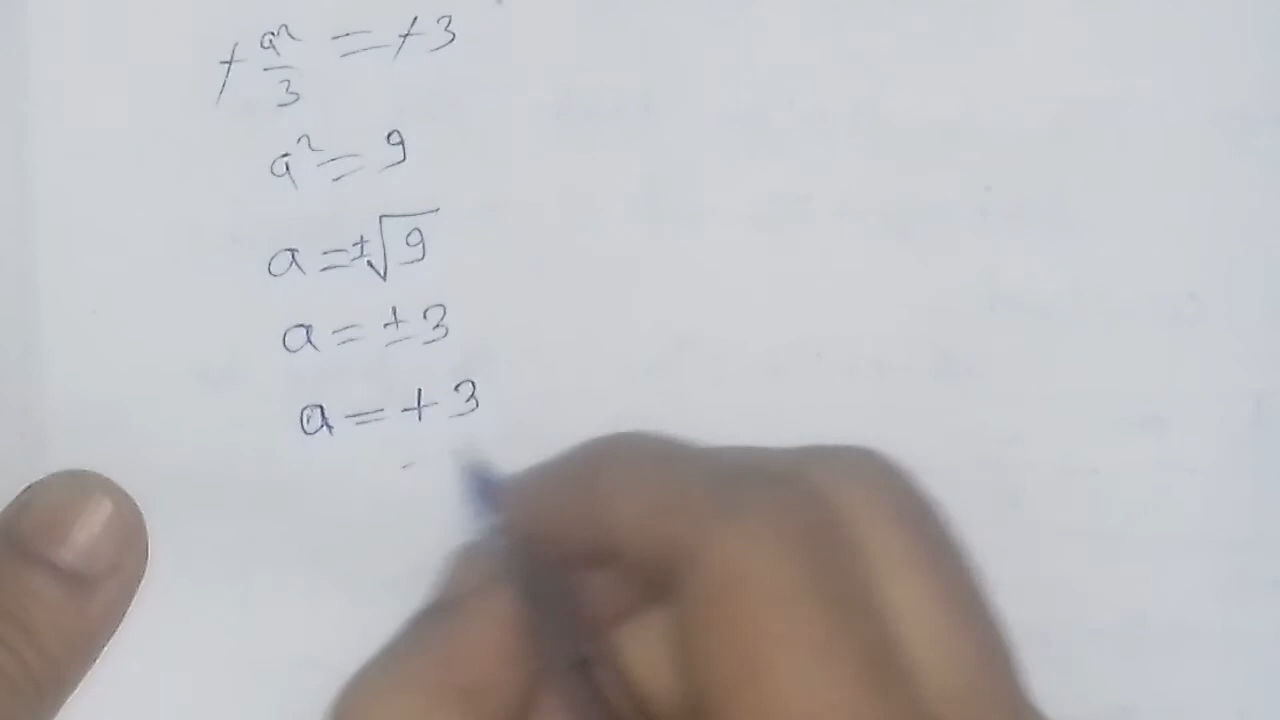 + a²/3 = +3
a² = 9
a = ±√9
a = ±3
a = +3
-